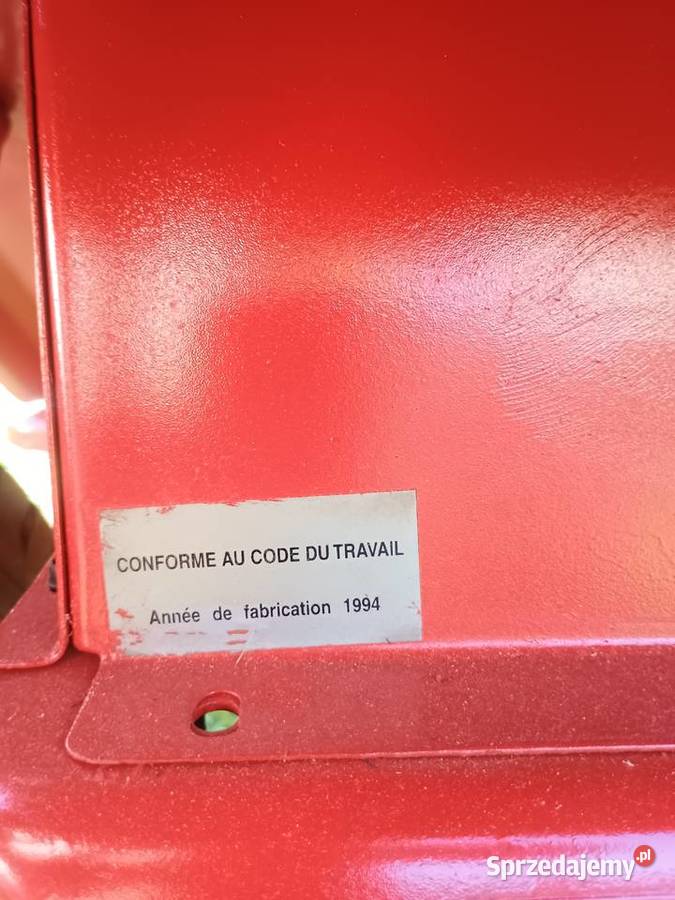 CONFORME AU CODE DU TRAVAIL
Année de fabrication 1994
Sprzedajemy.pl